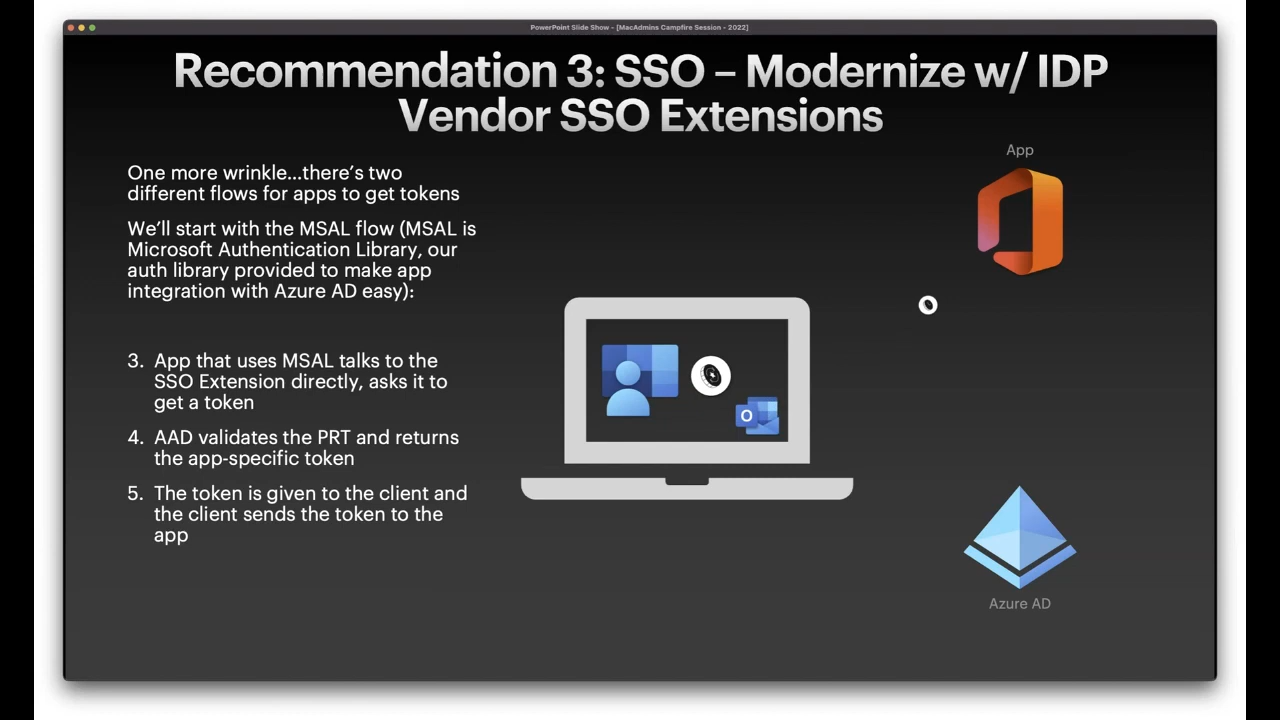 PowerPoint Slide Show - [MacAdmins Campfire Session - 2022]
Recommendation 3: SSO – Modernize w/ IDP
Vendor SSO Extensions
One more wrinkle...there's two
different flows for apps to get tokens
We'll start with the MSAL flow (MSAL is
Microsoft Authentication Library, our
auth library provided to make app
integration with Azure AD easy):
3. App that uses MSAL talks to the
SSO Extension directly, asks it to
get a token
4. AAD validates the PRT and returns
the app-specific token
5. The token is given to the client and
the client sends the token to the
app
App
O
Azure AD